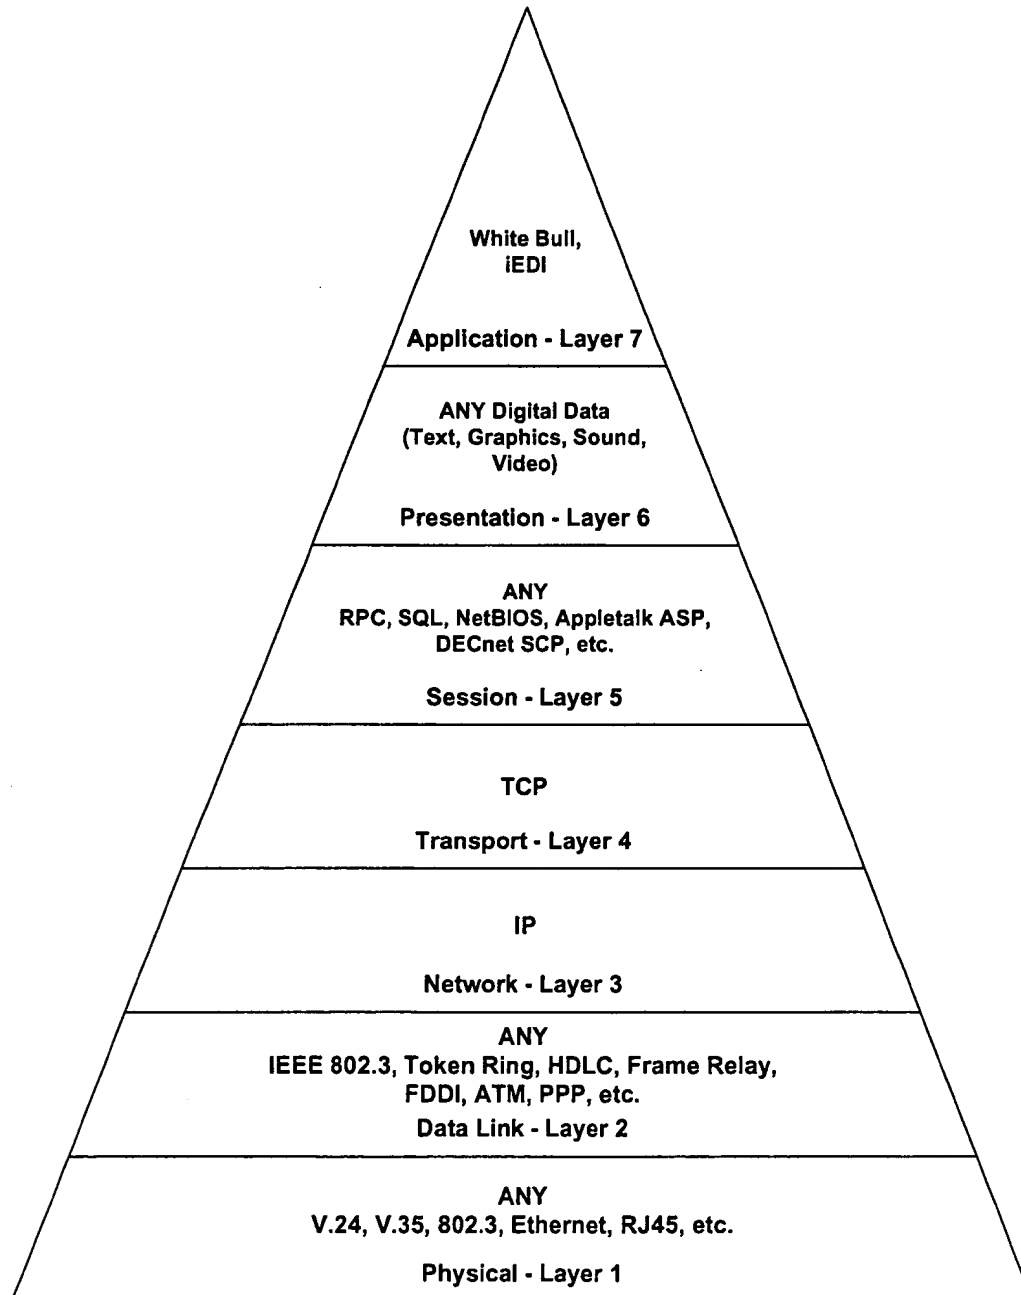 White Bull,
iEDI
Application - Layer 7
ANY Digital Data
(Text, Graphics, Sound,
Video)
Presentation - Layer 6
ANY
RPC, SQL, NetBIOS, Appletalk ASP,
DECnet SCP, etc.
Session - Layer 5
TCP
Transport - Layer 4
IP
Network - Layer 3
ANY
IEEE 802.3, Token Ring, HDLC, Frame Relay,
FDDI, ATM, PPP, etc.
Data Link - Layer 2
ANY
V.24, V.35, 802.3, Ethernet, RJ45, etc.
Physical - Layer 1